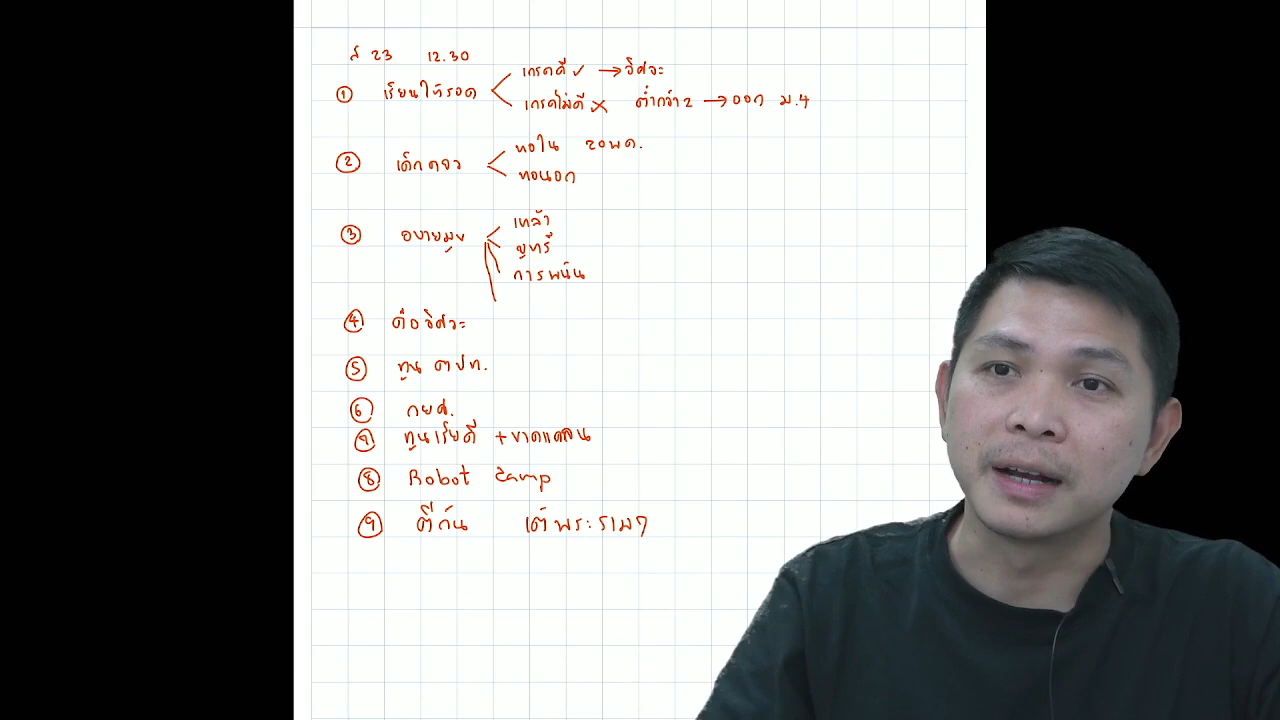 ส 23 12.30
① เรียนให้รอด
เกรดดี ✓ → วิศวะ
เกรดไม่ดี ✗ ต่ำกว่า 2 → ออก ม.4
② เด็ก ตจว
หอใน 20 พค.
หอนอก
③ อบายมุข
เหล้า
บุหรี่
การพนัน
④ ต่อวิศวะ
⑤ ทุน ตปท.
⑥ กยศ.
⑦ ทุนเรียดี + ขาดแคลน
⑧ Robot camp
⑨ ตีกัน เต้ พระราม 7